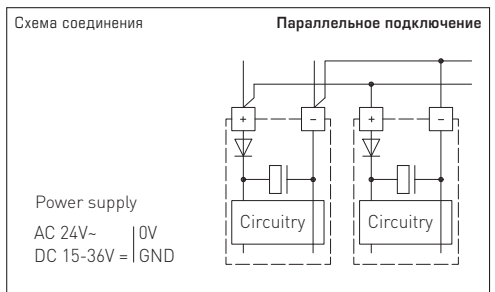 Схема соединения
Параллельное подключение
+ – + –
Circuitry Circuitry
Power supply
AC 24V~ | 0V
DC 15-36V = | GND